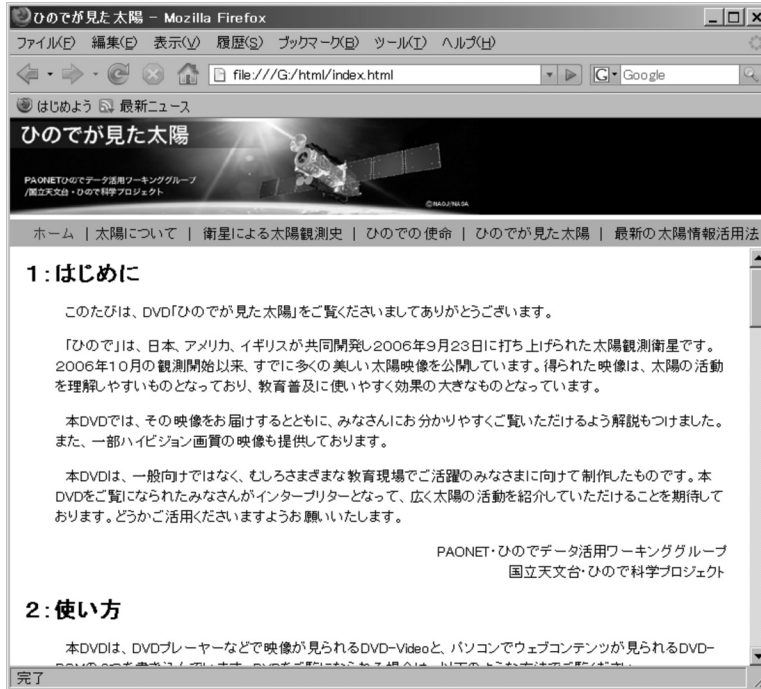 ひのでが見た太陽 - Mozilla Firefox
ファイル(F) 編集(E) 表示(V) 履歴(S) ブックマーク(B) ツール(T) ヘルプ(H)
file:///G:/html/index.html
G Google
はじめよう 最新ニュース
ひのでが見た太陽
PAONETひのでデータ活用ワーキンググループ
/国立天文台・ひので科学プロジェクト
©NAOJ/NASA
ホーム | 太陽について | 衛星による太陽観測史 | ひのでの使命 | ひのでが見た太陽 | 最新の太陽情報活用法
1:はじめに
このたびは、DVD「ひのでが見た太陽」をご覧くださいましてありがとうございます。
「ひので」は、日本、アメリカ、イギリスが共同開発し2006年9月23日に打ち上げられた太陽観測衛星です。
2006年10月の観測開始以来、すでに多くの美しい太陽映像を公開しています。得られた映像は、太陽の活動
を理解しやすいものとなっており、教育普及に使いやすく効果の大きなものとなっています。
本DVDでは、その映像をお届けするとともに、みなさんにお分かりやすくご覧いただけるよう解説もつけました。
また、一部ハイビジョン画質の映像も提供しております。
本DVDは、一般向けではなく、むしろさまざまな教育現場でご活躍のみなさまに向けて制作したものです。本
DVDをご覧になられたみなさんがインタープリターとなって、広く太陽の活動を紹介していただけることを期待して
おります。どうかご活用くださいますようお願いいたします。
PAONET・ひのでデータ活用ワーキンググループ
国立天文台・ひので科学プロジェクト
2:使い方
本DVDは、DVDプレーヤーなどで映像が見られるDVD-Videoと、パソコンでウェブコンテンツが見られるDVD-
完了